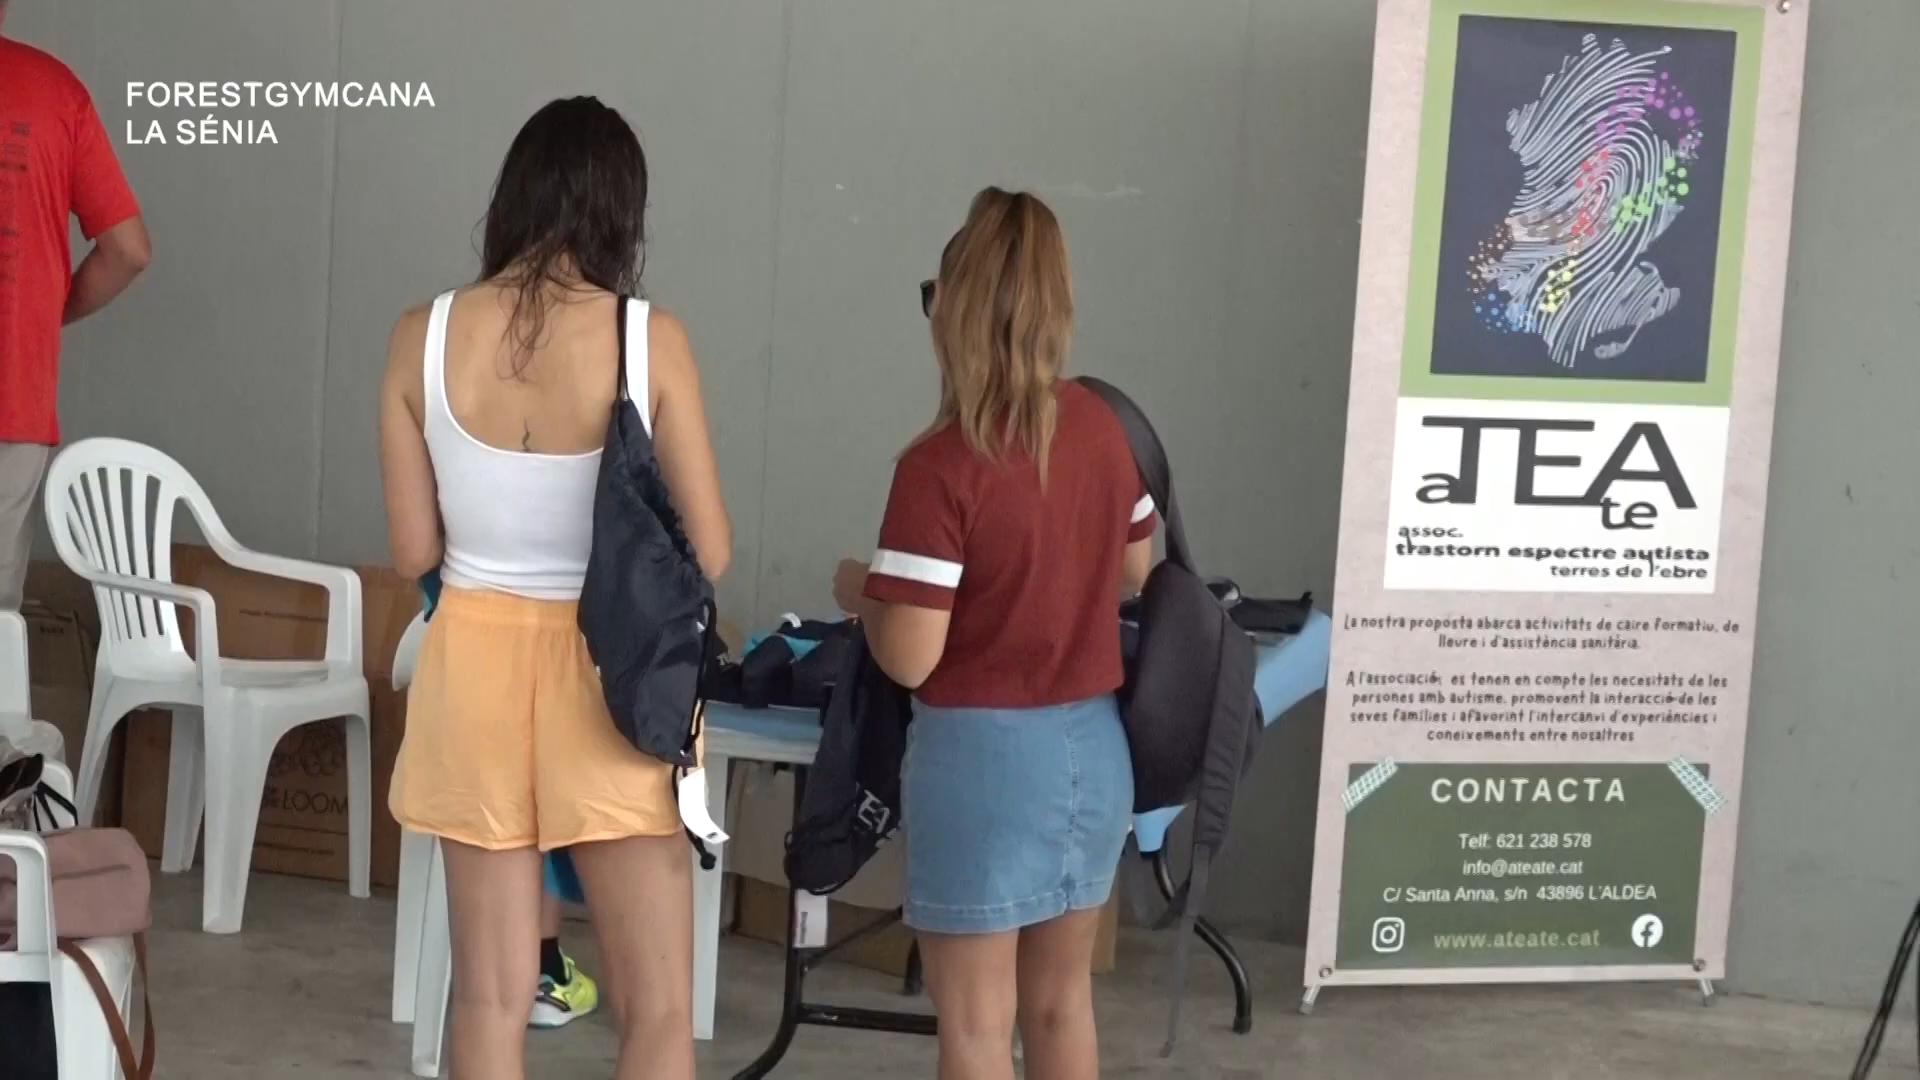 FORESTGYMCANA
LA SÉNIA
aTEAte
assoc.
trastorn espectre autista
terres de l'ebre
La nostra proposta abarca activitats de caire formatiu, de
lleure i d'assistència sanitària.
A l'associació es tenen en compte les necesitats de les
persones amb autisme, promovent la interacció de les
seves famílies i afavorint l'intercanvi d'experiències i
coneixements entre nosaltres
CONTACTA
Telf: 621 238 578
info@ateate.cat
C/ Santa Anna, s/n 43896 L'ALDEA
www.ateate.cat
LOOM